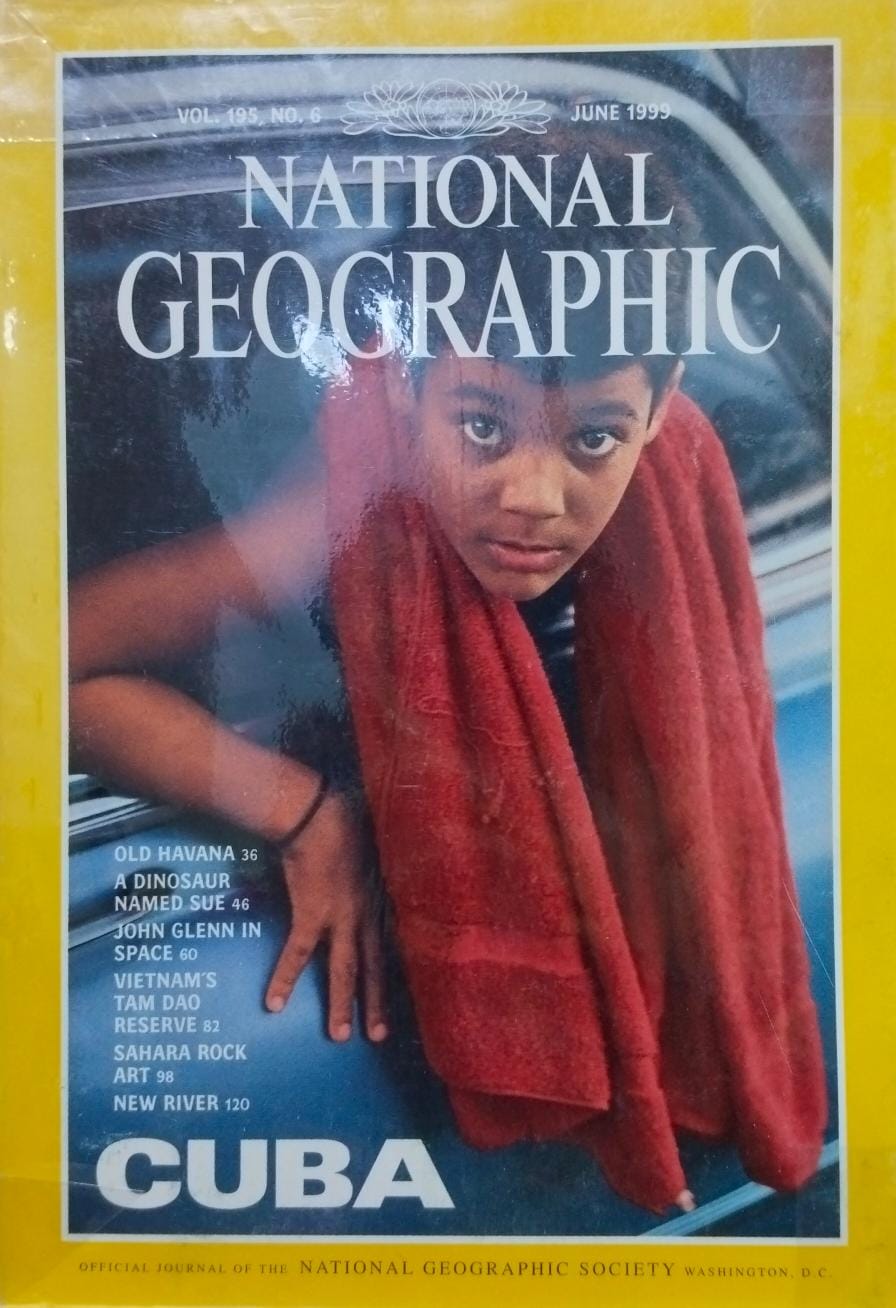 VOL. 195, NO. 6 JUNE 1999
NATIONAL
GEOGRAPHIC
OLD HAVANA 36
A DINOSAUR
NAMED SUE 46
JOHN GLENN IN
SPACE 60
VIETNAM'S
TAM DAO
RESERVE 82
SAHARA ROCK
ART 98
NEW RIVER 120
CUBA
OFFICIAL JOURNAL OF THE NATIONAL GEOGRAPHIC SOCIETY WASHINGTON, D.C.